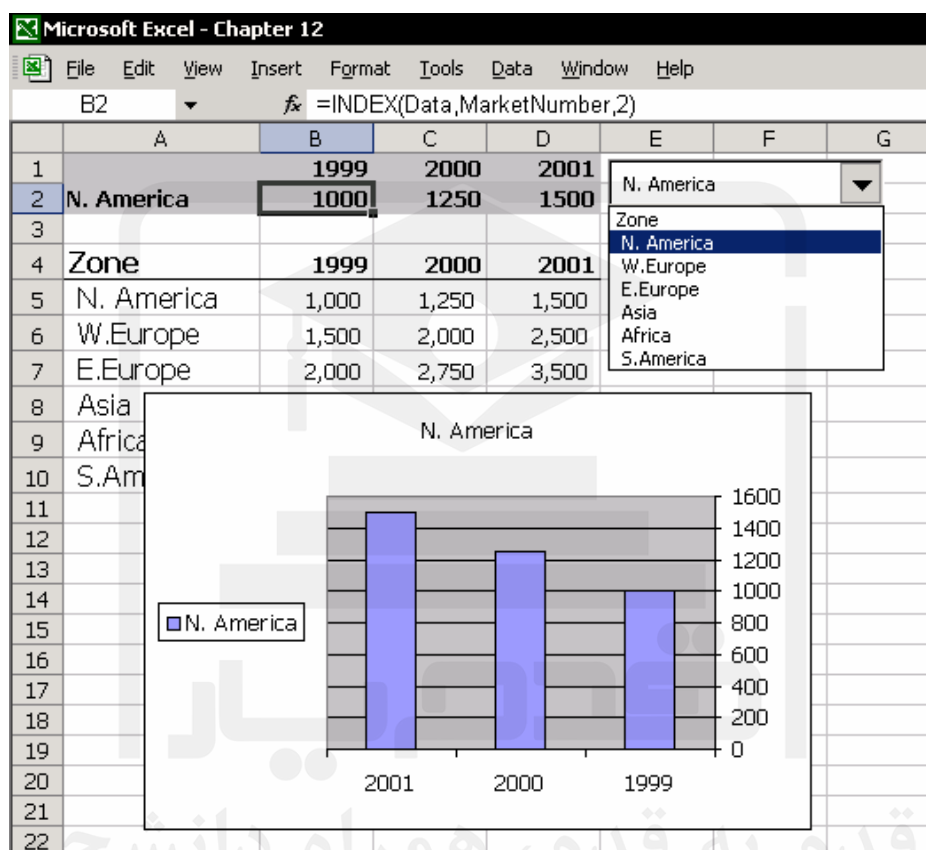 Microsoft Excel - Chapter 12
File Edit View Insert Format Tools Data Window Help
B2 fx =INDEX(Data,MarketNumber,2)
A B C D E F G
1 1999 2000 2001 N. America
2 N. America 1000 1250 1500
3 Zone
N. America
4 Zone 1999 2000 2001 W.Europe
E.Europe
5 N. America 1,000 1,250 1,500 Asia
6 W.Europe 1,500 2,000 2,500 Africa
S.America
7 E.Europe 2,000 2,750 3,500
8 Asia
9 Africa N. America
10 S.Am
11 1600
12 1400
13 1200
14 1000
15 N. America 800
16 600
17 400
18 200
19 0
20 2001 2000 1999
21
22